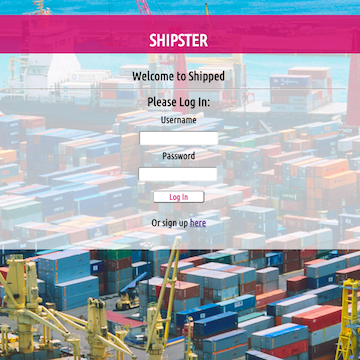 SHIPSTER
Welcome to Shipped
Please Log In:
Username
Password
Log In
Or sign up here